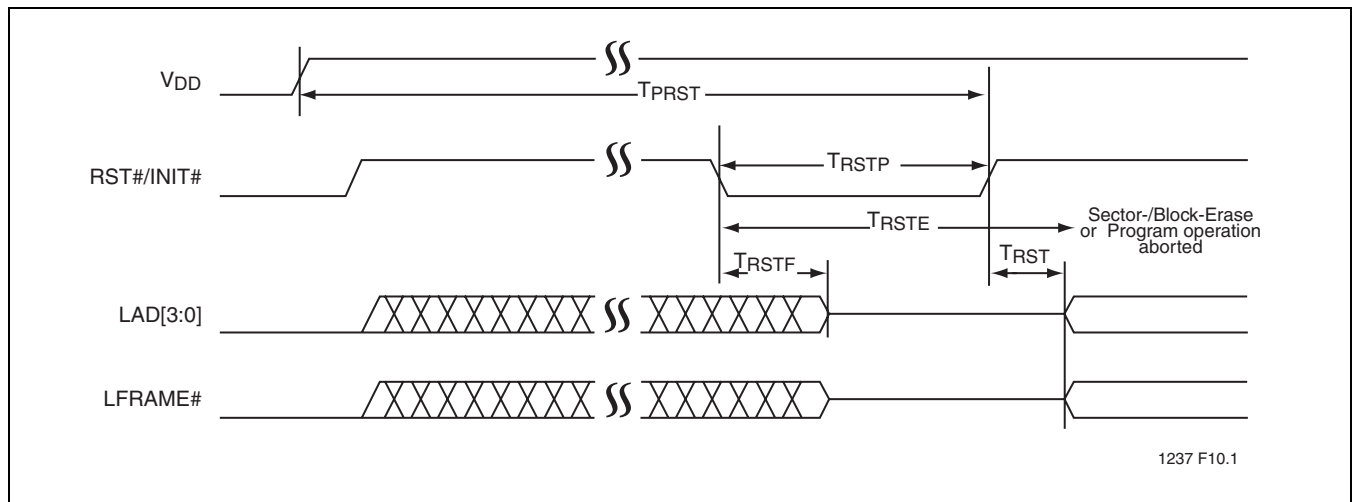 VDD
TPRST
RST#/INIT#
TRSTP
TRSTE
Sector-/Block-Erase
or Program operation
aborted
TRSTF
TRST
LAD[3:0]
LFRAME#
1237 F10.1